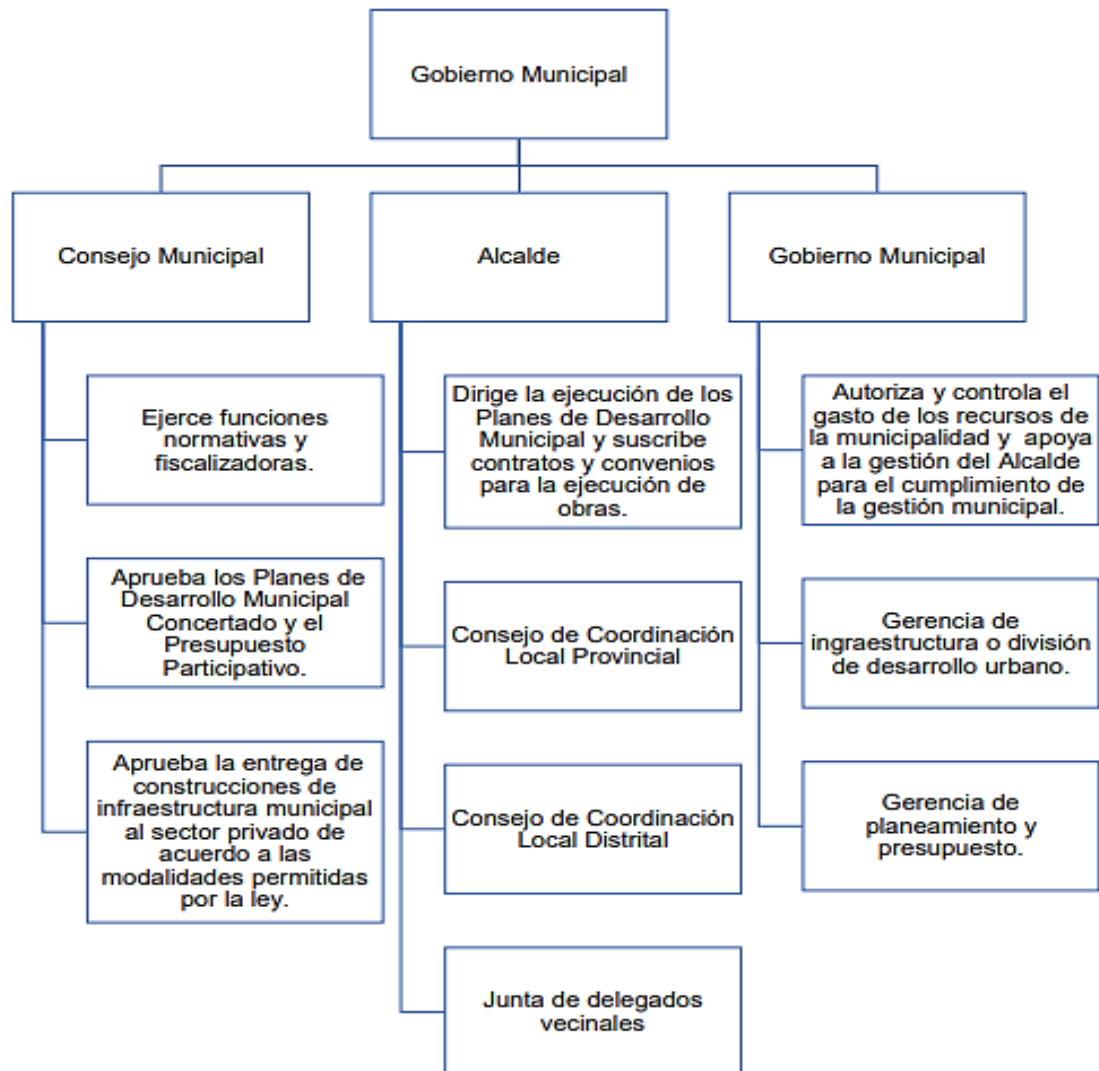 Gobierno Municipal
Consejo Municipal
Alcalde
Gobierno Municipal
Ejerce funciones
normativas y
fiscalizadoras.
Aprueba los Planes de
Desarrollo Municipal
Concertado y el
Presupuesto
Participativo.
Aprueba la entrega de
construcciones de
infraestructura municipal
al sector privado de
acuerdo a las
modalidades permitidas
por la ley.
Dirige la ejecución de los
Planes de Desarrollo
Municipal y suscribe
contratos y convenios
para la ejecución de
obras.
Consejo de Coordinación
Local Provincial
Consejo de Coordinación
Local Distrital
Junta de delegados
vecinales
Autoriza y controla el
gasto de los recursos de
la municipalidad y apoya
a la gestión del Alcalde
para el cumplimiento de
la gestión municipal.
Gerencia de
ingraestructura o división
de desarrollo urbano.
Gerencia de
planeamiento y
presupuesto.